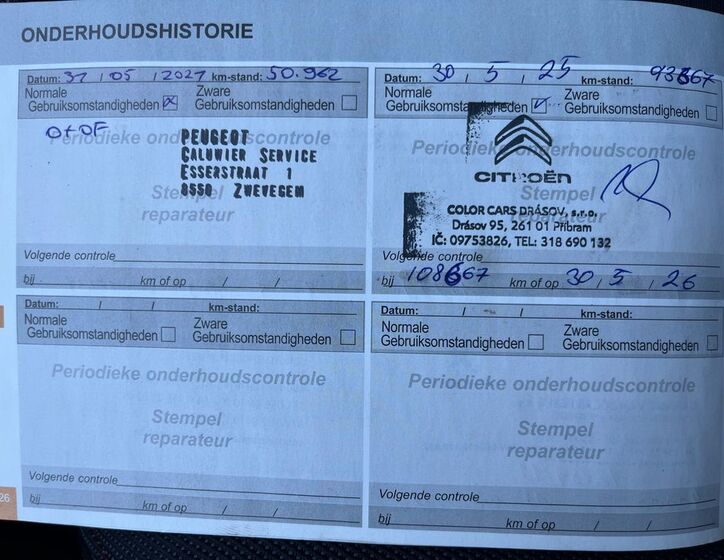 ONDERHOUDSHISTORIE
Datum: 31 / 05 / 2021 km-stand: 50.962
Normale Gebruiksomstandigheden ☒ Zware Gebruiksomstandigheden ☐
O+OF
Periodieke onderhoudscontrole
PEUGEOT
CALUWIER SERVICE
ESSERSTRAAT 1
8550 ZWEVEGEM
Stempel
reparateur
Volgende controle
bij km of op / /
Datum: 30 / 5 / 25 km-stand: 93667
Normale Gebruiksomstandigheden ☑ Zware Gebruiksomstandigheden ☐
Periodieke onderhoudscontrole
CITROËN
Stempel
reparateur
COLOR CARS DRÁSOV, s.r.o.
Drásov 95, 261 01 Příbram
IČ: 09753826, TEL: 318 690 132
Volgende controle
bij 108667 km of op 30 / 5 / 26
Datum: / / km-stand:
Normale Gebruiksomstandigheden ☐ Zware Gebruiksomstandigheden ☐
Periodieke onderhoudscontrole
Stempel
reparateur
Volgende controle
bij km of op / /
Datum: / - / km-stand:
Normale Gebruiksomstandigheden ☐ Zware Gebruiksomstandigheden ☐
Periodieke onderhoudscontrole
Stempel
reparateur
Volgende controle
bij km of op / /
26